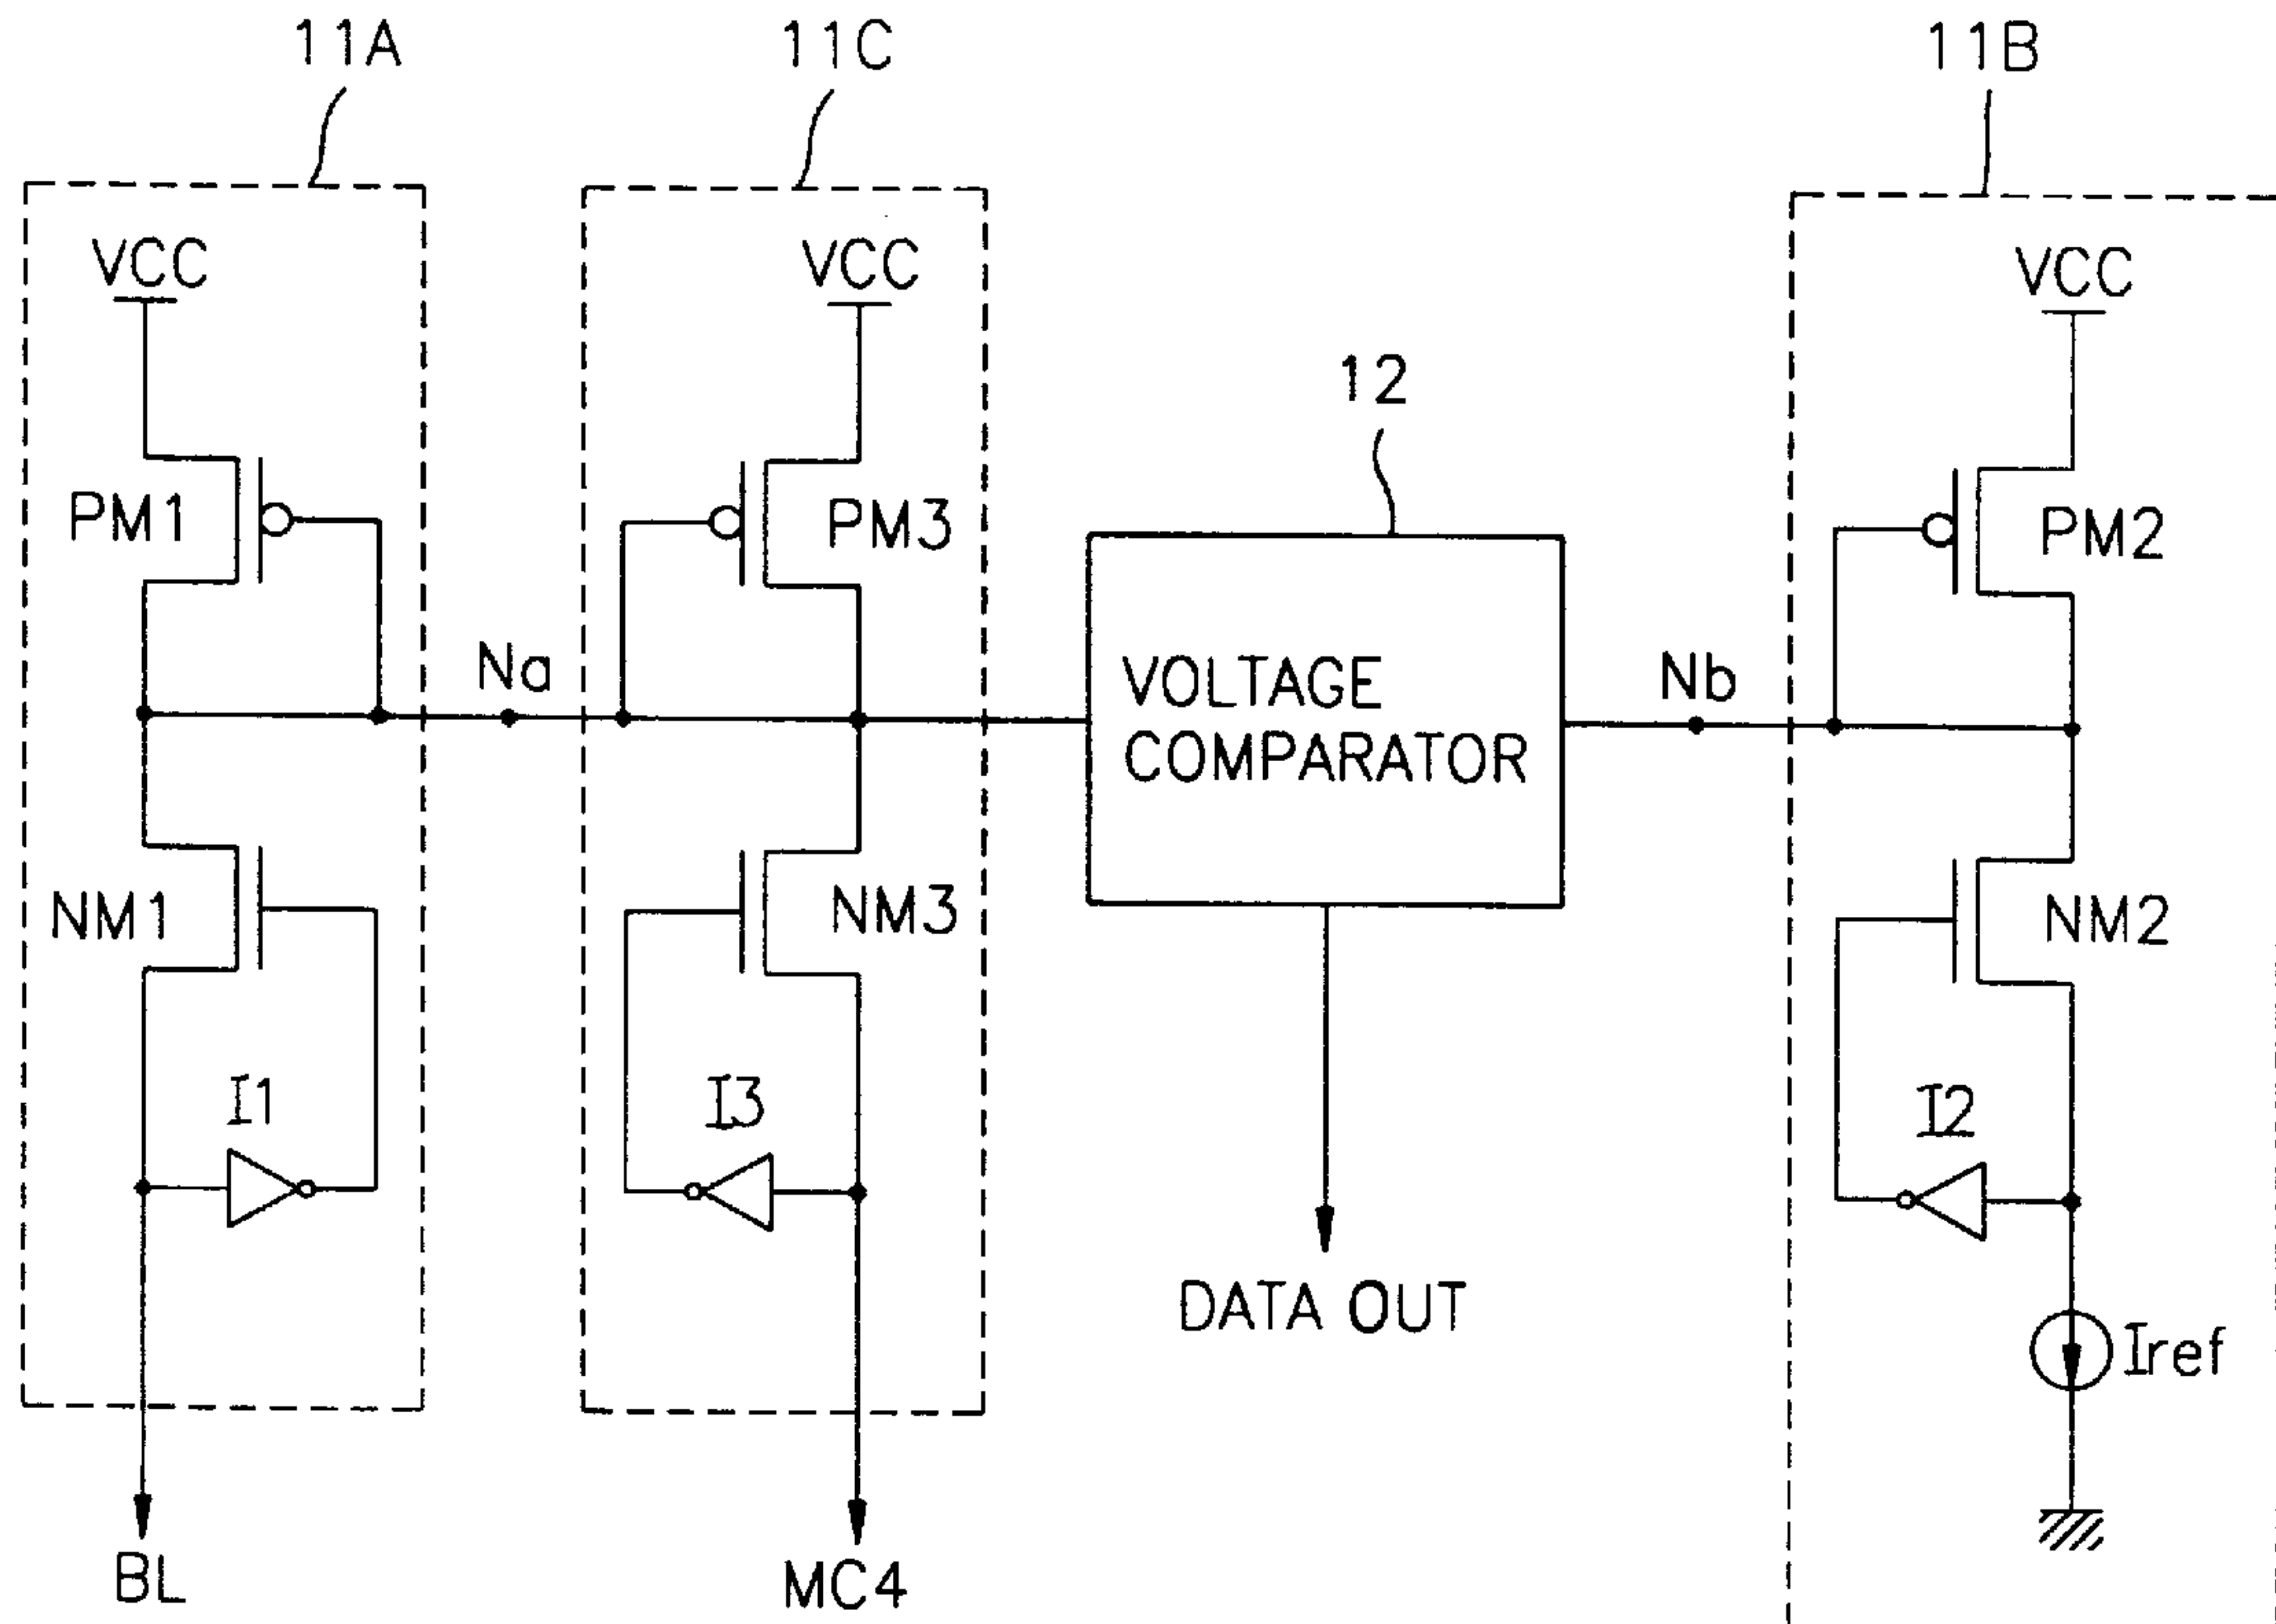 11A
11C
11B
VCC
VCC
VCC
12
PM1
PM3
PM2
Na
VOLTAGE
COMPARATOR
Nb
NM1
NM3
NM2
I1
I3
I2
DATA OUT
Iref
BL
MC4